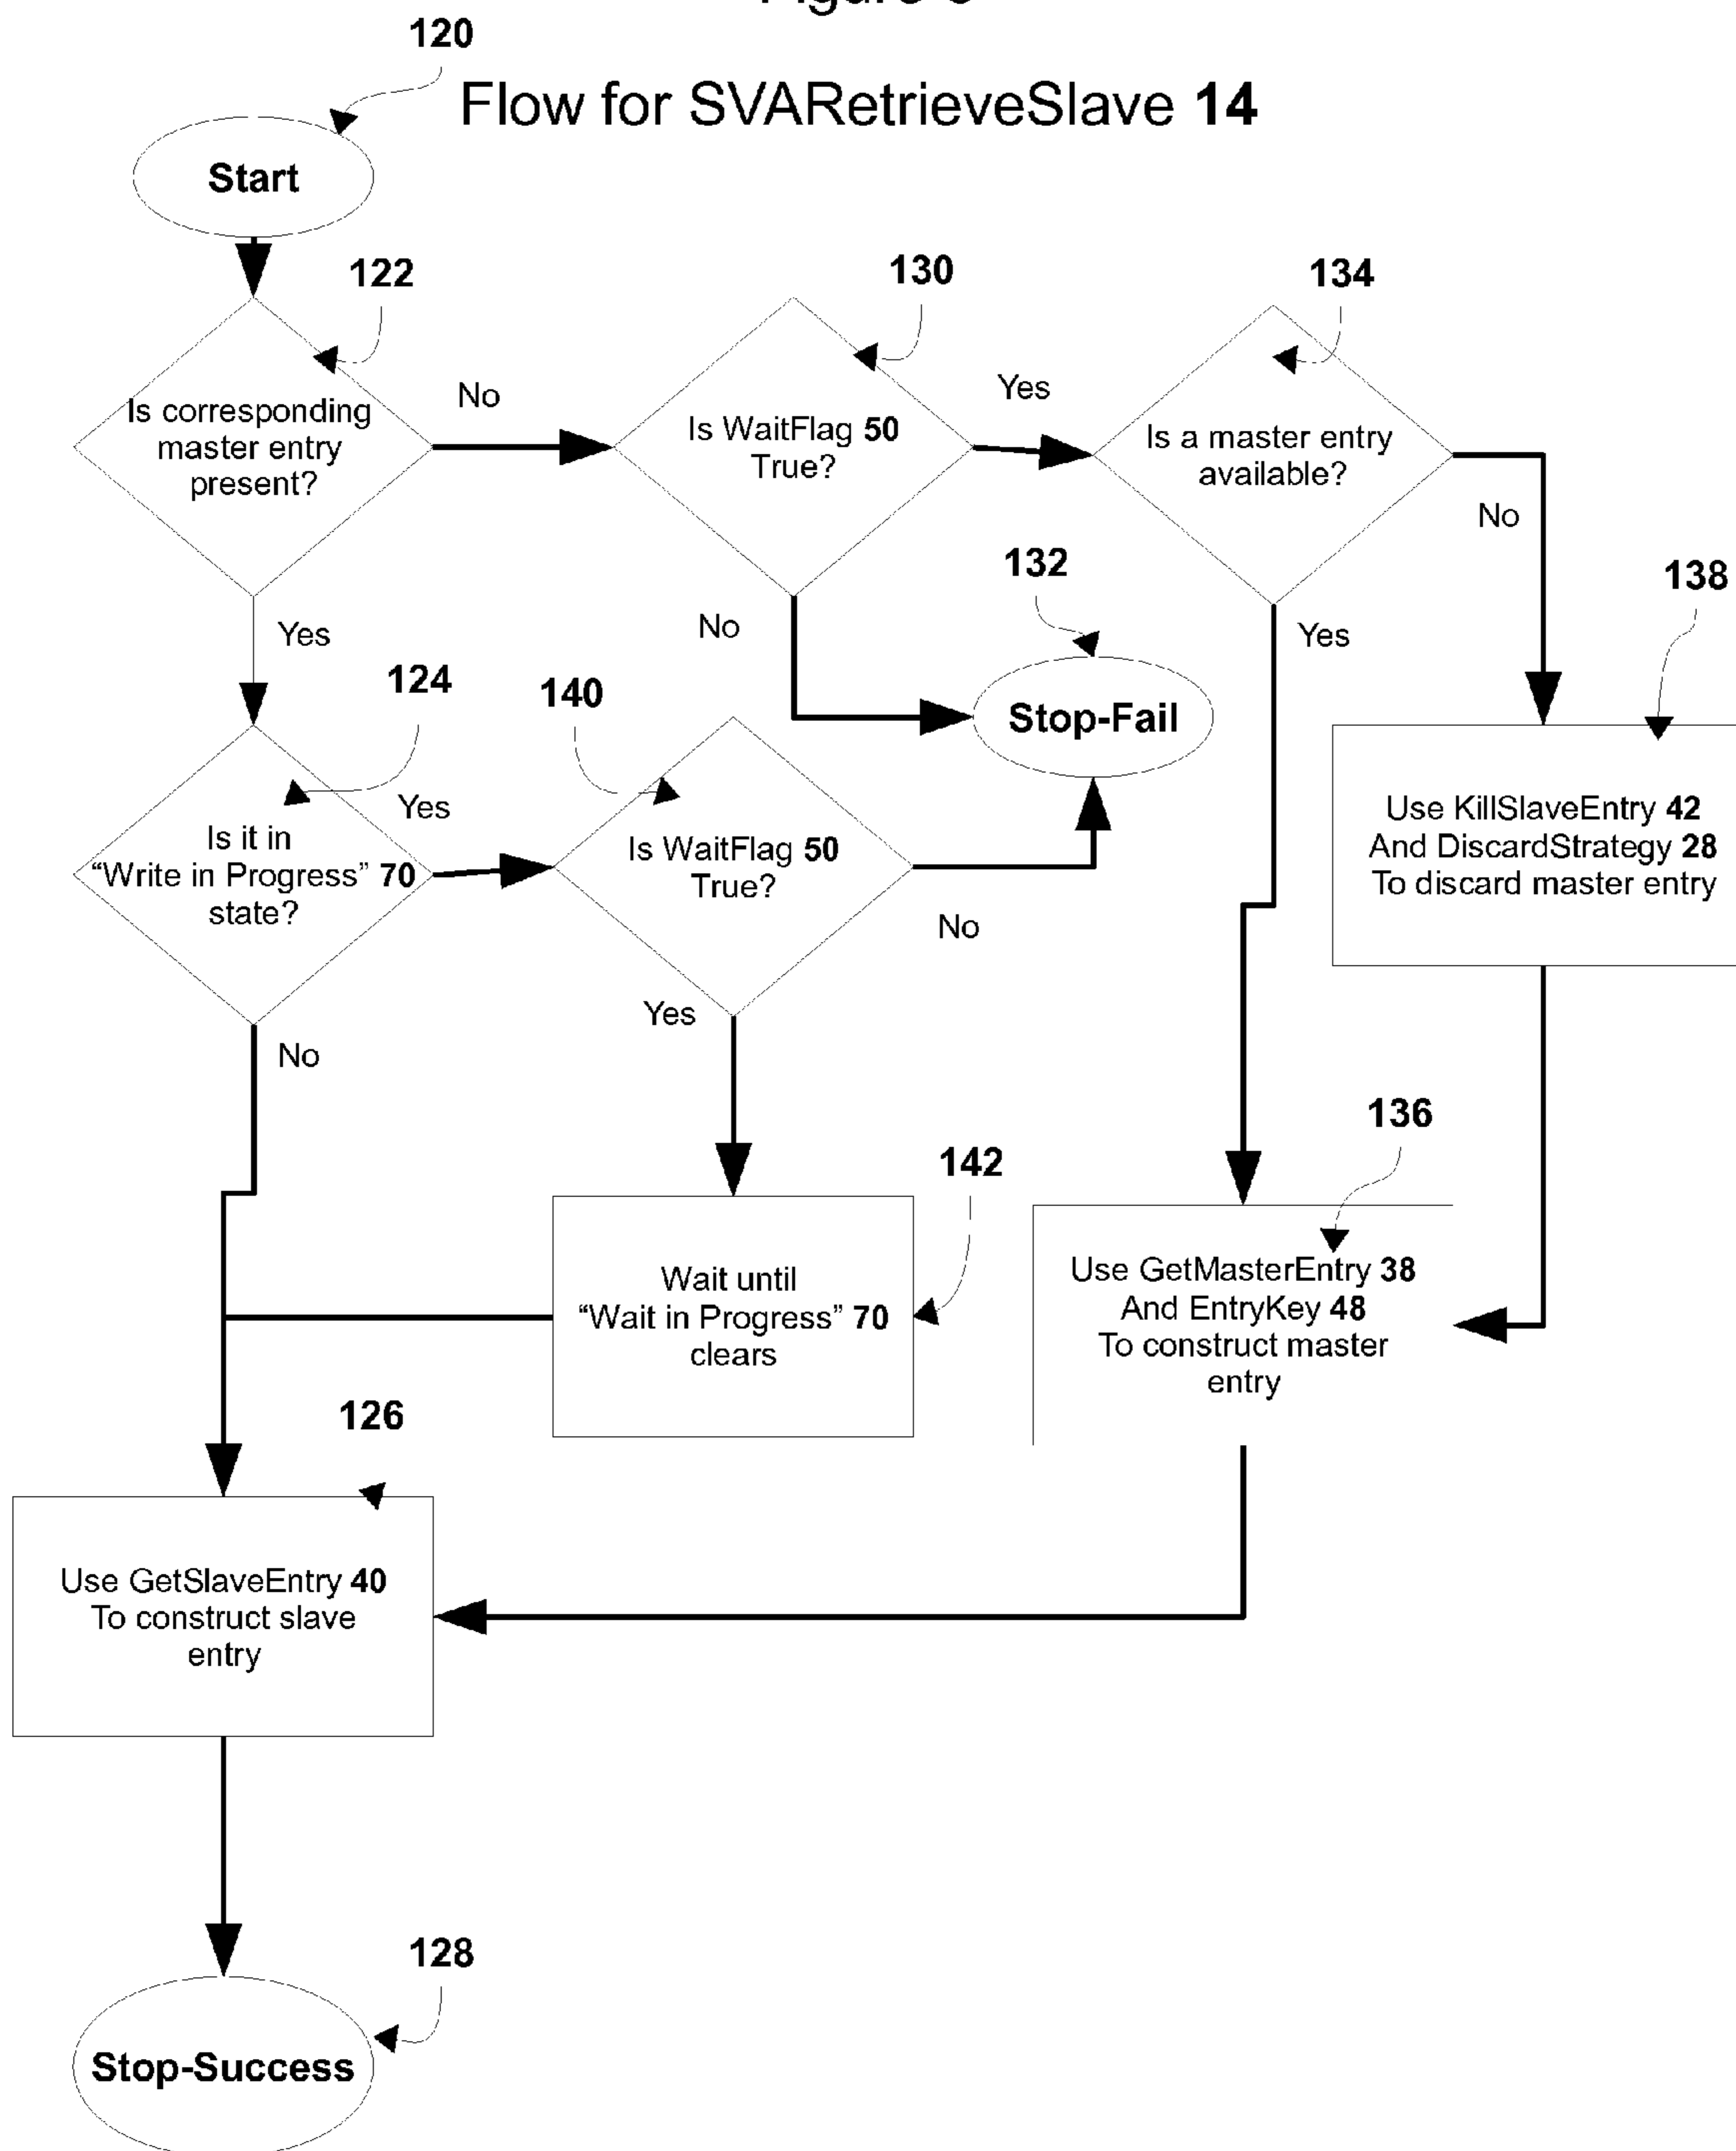 120
Flow for SVARetrieveSlave 14
Start
122
130
134
Is corresponding
master entry
present?
No
Is WaitFlag 50
True?
Yes
Is a master entry
available?
No
132
138
Yes
No
Yes
124
140
Stop-Fail
Is it in
“Write in Progress” 70
state?
Yes
Is WaitFlag 50
True?
No
Use KillSlaveEntry 42
And DiscardStrategy 28
To discard master entry
Yes
No
142
136
Wait until
“Wait in Progress” 70
clears
Use GetMasterEntry 38
And EntryKey 48
To construct master
entry
126
Use GetSlaveEntry 40
To construct slave
entry
128
Stop-Success